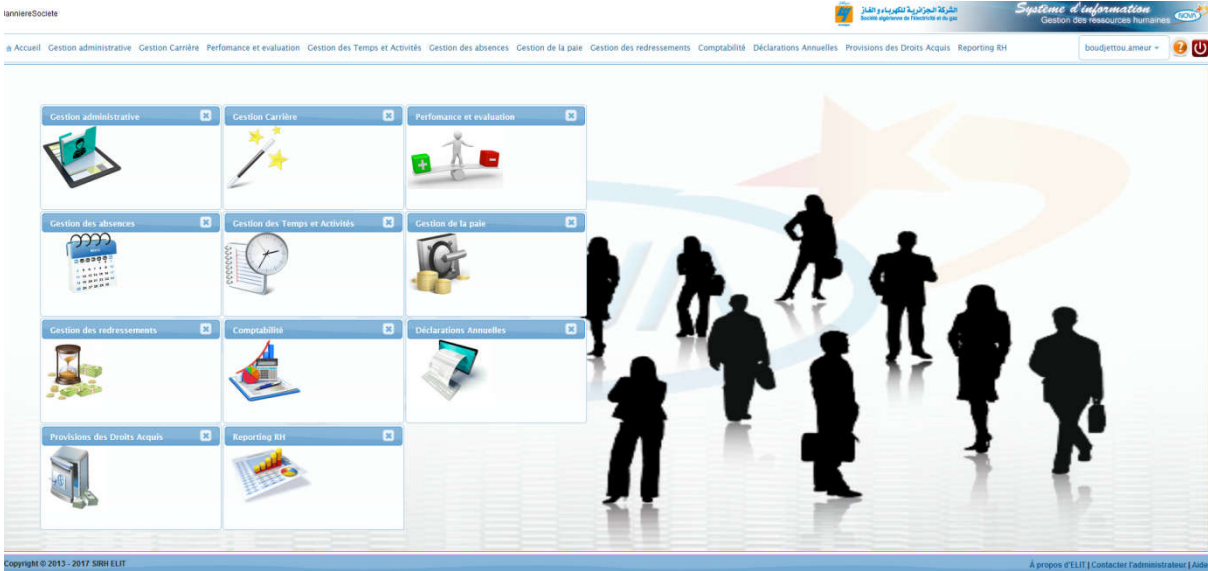 anniereSociete
الشركة الجزائرية للكهرباء و الغاز
Société algérienne de l'électricité et du gaz
Système d'information
Gestion des ressources humaines
NOVA
Accueil Gestion administrative Gestion Carrière Perfomance et evaluation Gestion des Temps et Activités Gestion des absences Gestion de la paie Gestion des redressements Comptabilité Déclarations Annuelles Provisions des Droits Acquis Reporting RH boudjettou.ameur
Gestion administrative Gestion Carrière Perfomance et evaluation
Gestion des absences Gestion des Temps et Activités Gestion de la paie
Gestion des redressements Comptabilité Déclarations Annuelles
Provisions des Droits Acquis Reporting RH
Copyright © 2013 - 2017 SIRH ELIT À propos d'ELIT | Contacter l'administrateur | Aide